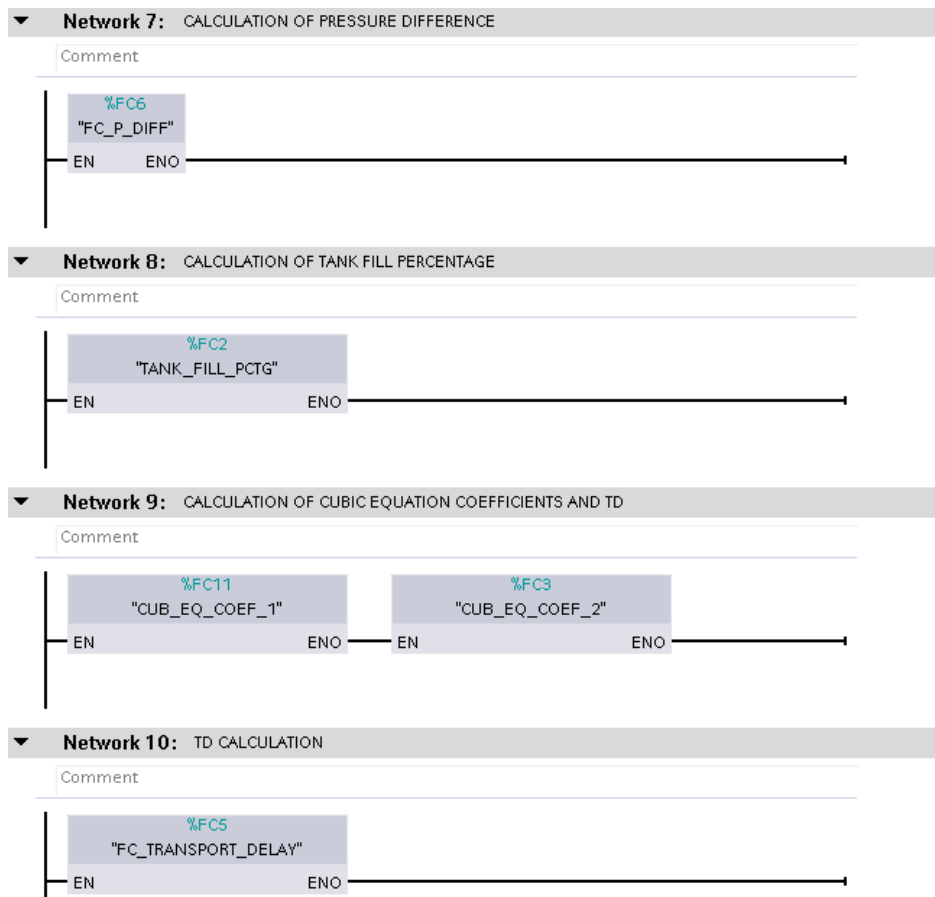 Network 7: CALCULATION OF PRESSURE DIFFERENCE
Comment
%FC6
"FC_P_DIFF"
EN ENO
Network 8: CALCULATION OF TANK FILL PERCENTAGE
Comment
%FC2
"TANK_FILL_PCTG"
EN ENO
Network 9: CALCULATION OF CUBIC EQUATION COEFFICIENTS AND TD
Comment
%FC11 %FC3
"CUB_EQ_COEF_1" "CUB_EQ_COEF_2"
EN ENO EN ENO
Network 10: TD CALCULATION
Comment
%FC5
"FC_TRANSPORT_DELAY"
EN ENO